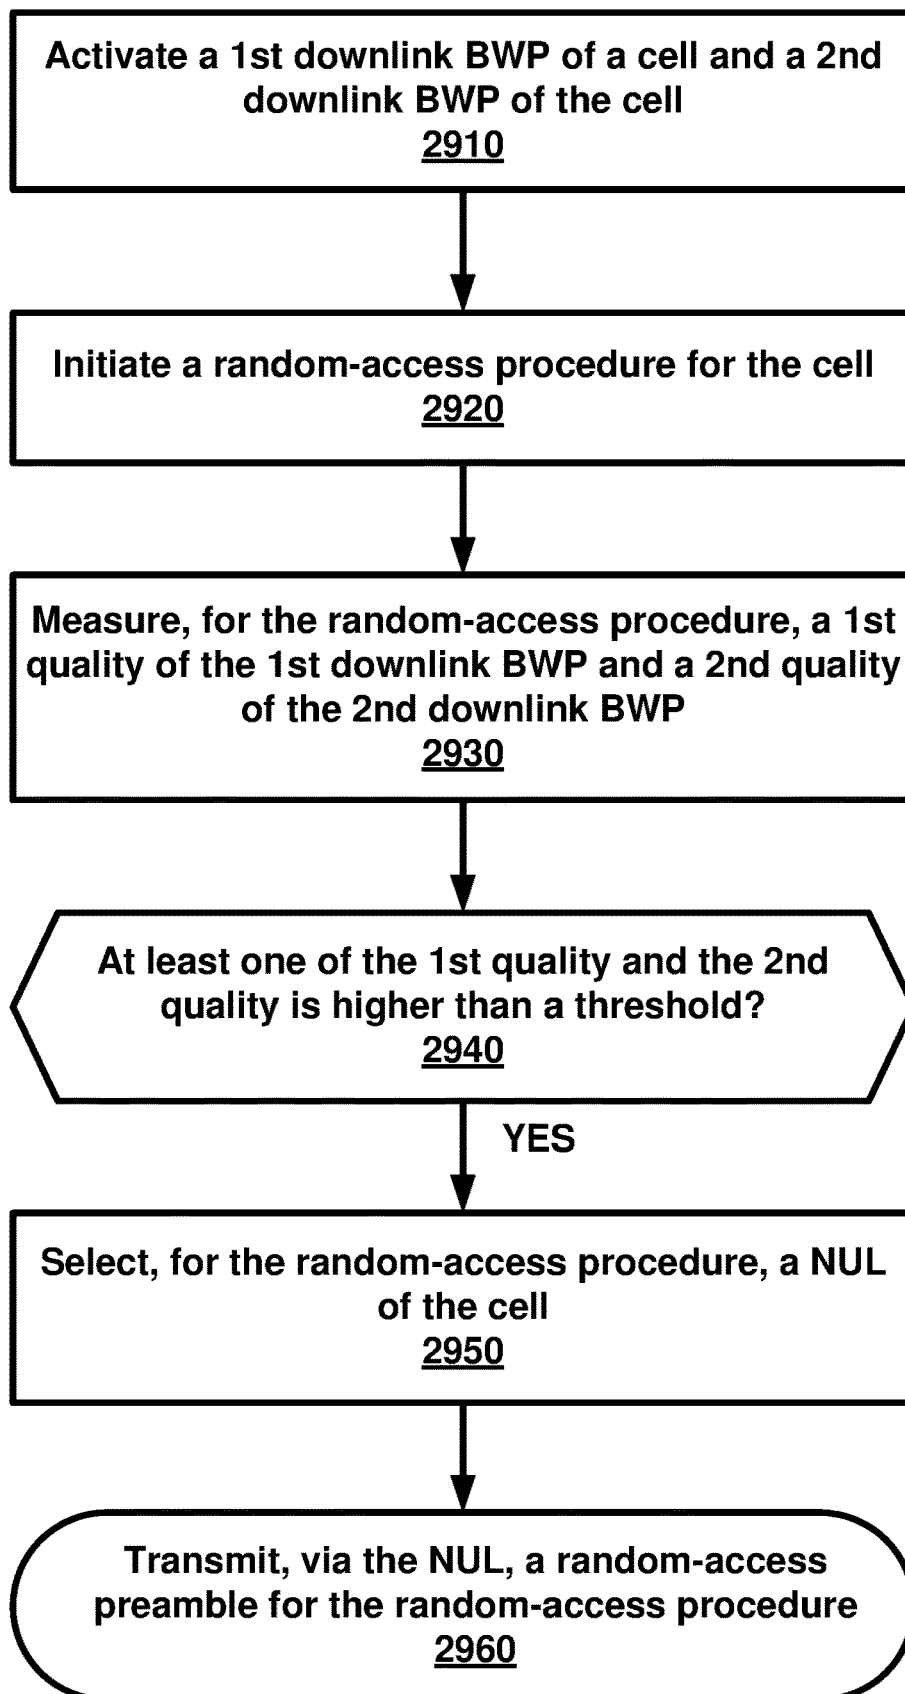 Activate a 1st downlink BWP of a cell and a 2nd
downlink BWP of the cell
2910
Initiate a random-access procedure for the cell
2920
Measure, for the random-access procedure, a 1st
quality of the 1st downlink BWP and a 2nd quality
of the 2nd downlink BWP
2930
At least one of the 1st quality and the 2nd
quality is higher than a threshold?
2940
YES
Select, for the random-access procedure, a NUL
of the cell
2950
Transmit, via the NUL, a random-access
preamble for the random-access procedure
2960